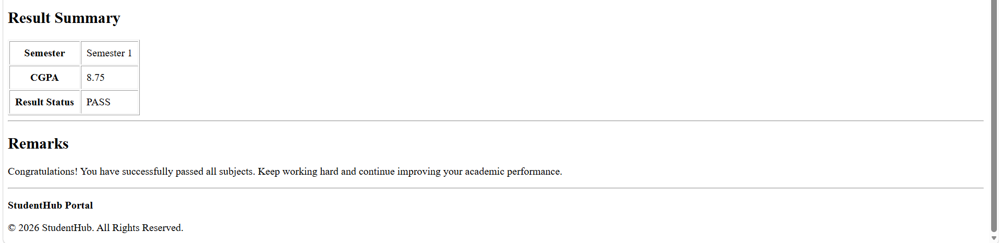 Result Summary
Semester Semester 1
CGPA 8.75
Result Status PASS
Remarks
Congratulations! You have successfully passed all subjects. Keep working hard and continue improving your academic performance.
StudentHub Portal
© 2026 StudentHub. All Rights Reserved.